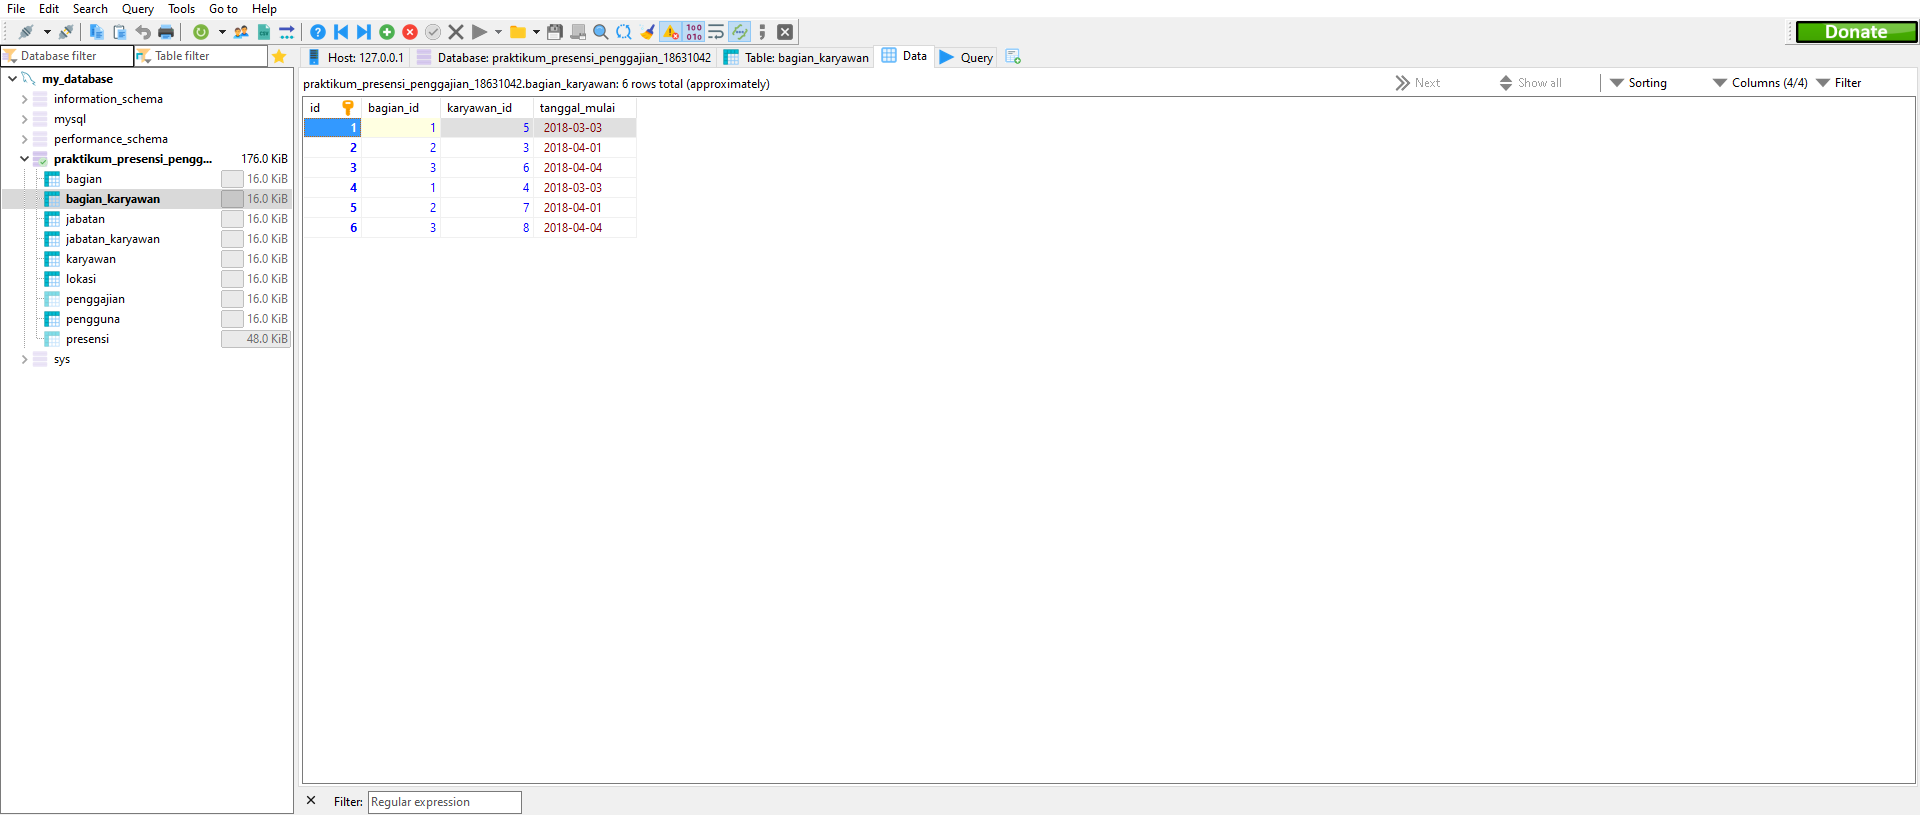 File Edit Search Query Tools Go to Help
Donate
Database filter Table filter
Host: 127.0.0.1 Database: praktikum_presensi_penggajian_18631042 Table: bagian_karyawan Data Query
my_database
information_schema
mysql
performance_schema
praktikum_presensi_pengg... 176.0 KiB
bagian 16.0 KiB
bagian_karyawan 16.0 KiB
jabatan 16.0 KiB
jabatan_karyawan 16.0 KiB
karyawan 16.0 KiB
lokasi 16.0 KiB
penggajian 16.0 KiB
pengguna 16.0 KiB
presensi 48.0 KiB
sys
praktikum_presensi_penggajian_18631042.bagian_karyawan: 6 rows total (approximately) Next Show all Sorting Columns (4/4) Filter
id bagian_id karyawan_id tanggal_mulai
1 1 5 2018-03-03
2 2 3 2018-04-01
3 3 6 2018-04-04
4 1 4 2018-03-03
5 2 7 2018-04-01
6 3 8 2018-04-04
Filter: Regular expression